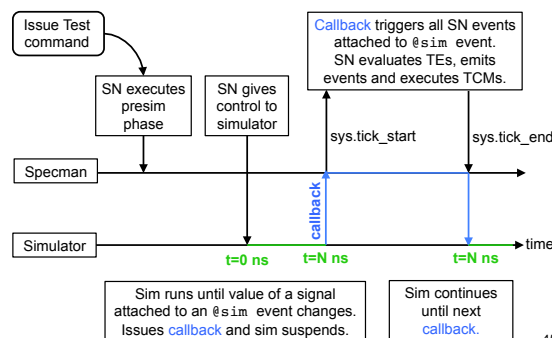 Issue Test
command
Callback triggers all SN events
attached to @sim event.
SN evaluates TEs, emits
events and executes TCMs.
SN executes
presim
phase
SN gives
control to
simulator
sys.tick_start
sys.tick_end
Specman
callback
Simulator
time
t=0 ns
t=N ns
t=N ns
Sim runs until value of a signal
attached to an @sim event changes.
Issues callback and sim suspends.
Sim continues
until next
callback.